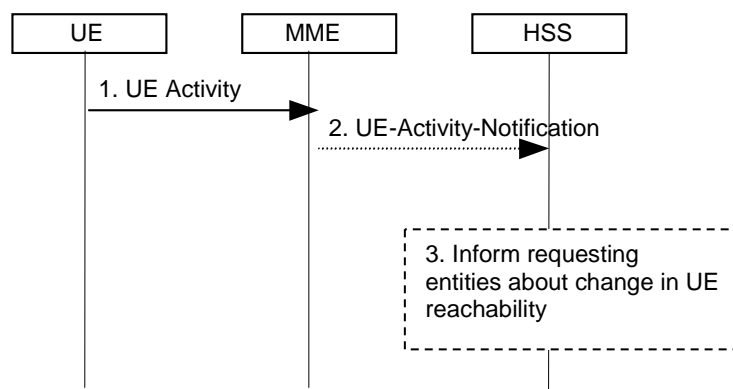 UE
MME
HSS
1. UE Activity
2. UE-Activity-Notification
3. Inform requesting
entities about change in UE
reachability